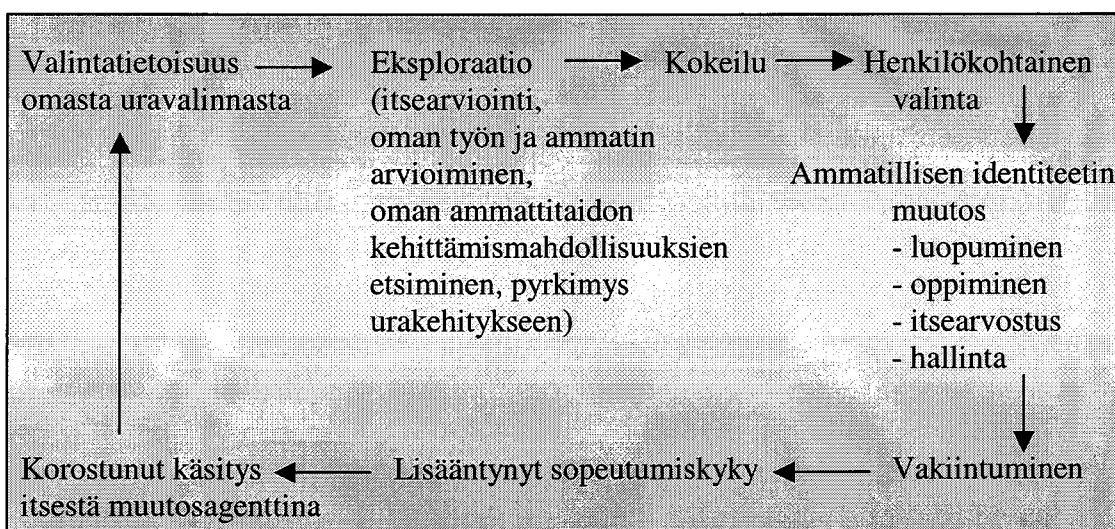 Valintatietoisuus
omasta uravalinnasta
Eksploraatio
(itsearviointi,
oman työn ja ammatin
arvioiminen,
oman ammattitaidon
kehittämismahdollisuuksien
etsiminen, pyrkimys
urakehitykseen)
Kokeilu
Henkilökohtainen
valinta
Ammatillisen identiteetin
muutos
- luopuminen
- oppiminen
- itsearvostus
- hallinta
Vakiintuminen
Lisääntynyt sopeutumiskyky
Korostunut käsitys
itsestä muutosagenttina